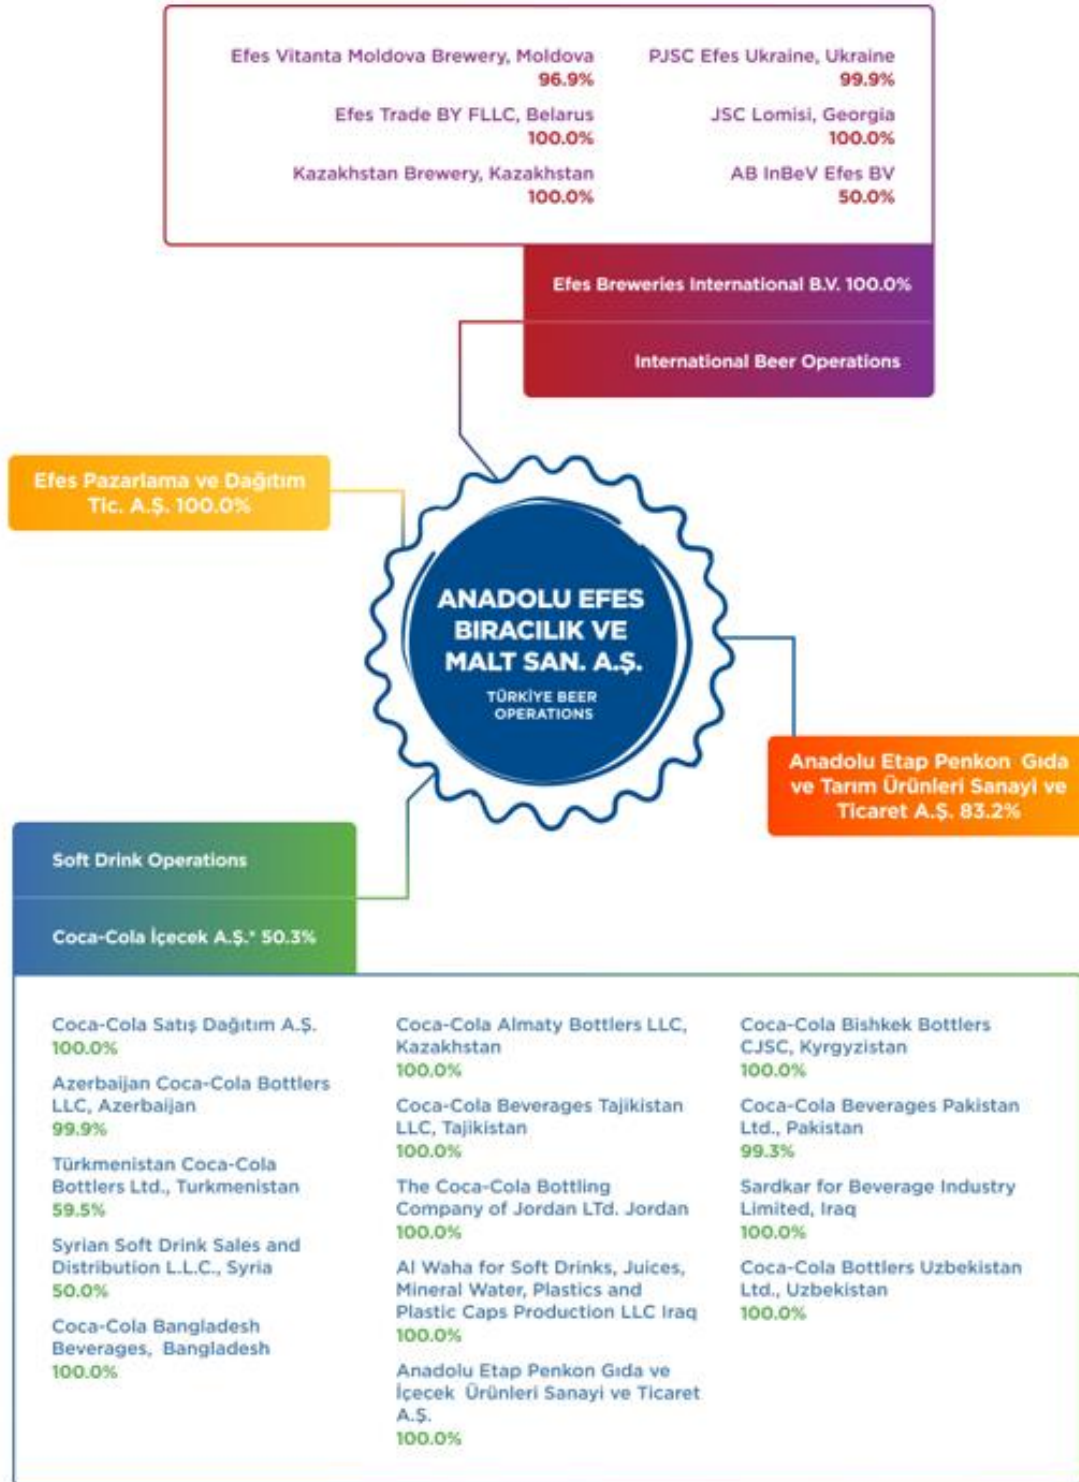 Efes Vitanta Moldova Brewery, Moldova
96.9%
Efes Trade BY FLLC, Belarus
100.0%
Kazakhstan Brewery, Kazakhstan
100.0%
PJSC Efes Ukraine, Ukraine
99.9%
JSC Lomisi, Georgia
100.0%
AB InBeV Efes BV
50.0%
Efes Breweries International B.V. 100.0%
International Beer Operations
Efes Pazarlama ve Dağıtım
Tic. A.Ş. 100.0%
ANADOLU EFES
BIRACILIK VE
MALT SAN. A.Ş.
TÜRKİYE BEER
OPERATIONS
Anadolu Etap Penkon Gıda
ve Tarım Ürünleri Sanayi ve
Ticaret A.Ş. 83.2%
Soft Drink Operations
Coca-Cola İçecek A.Ş.* 50.3%
Coca-Cola Satış Dağıtım A.Ş.
100.0%
Azerbaijan Coca-Cola Bottlers
LLC, Azerbaijan
99.9%
Türkmenistan Coca-Cola
Bottlers Ltd., Turkmenistan
59.5%
Syrian Soft Drink Sales and
Distribution L.L.C., Syria
50.0%
Coca-Cola Bangladesh
Beverages, Bangladesh
100.0%
Coca-Cola Almaty Bottlers LLC,
Kazakhstan
100.0%
Coca-Cola Beverages Tajikistan
LLC, Tajikistan
100.0%
The Coca-Cola Bottling
Company of Jordan LTd. Jordan
100.0%
Al Waha for Soft Drinks, Juices,
Mineral Water, Plastics and
Plastic Caps Production LLC Iraq
100.0%
Anadolu Etap Penkon Gıda ve
İçecek Ürünleri Sanayi ve Ticaret
A.Ş.
100.0%
Coca-Cola Bishkek Bottlers
CJSC, Kyrgyzistan
100.0%
Coca-Cola Beverages Pakistan
Ltd., Pakistan
99.3%
Sardkar for Beverage Industry
Limited, Iraq
100.0%
Coca-Cola Bottlers Uzbekistan
Ltd., Uzbekistan
100.0%